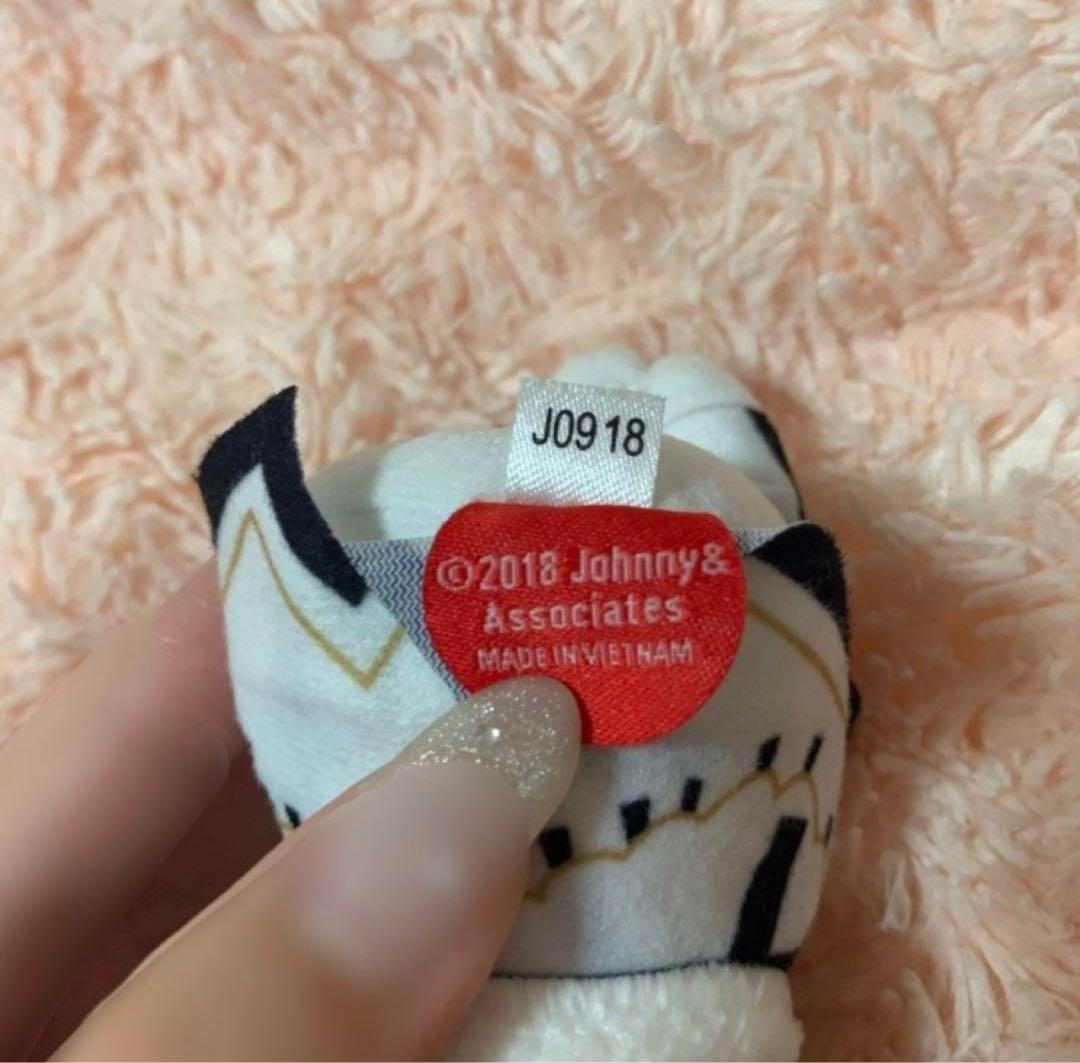 J0918
©2018 Johnny&
Associates
MADE IN VIETNAM